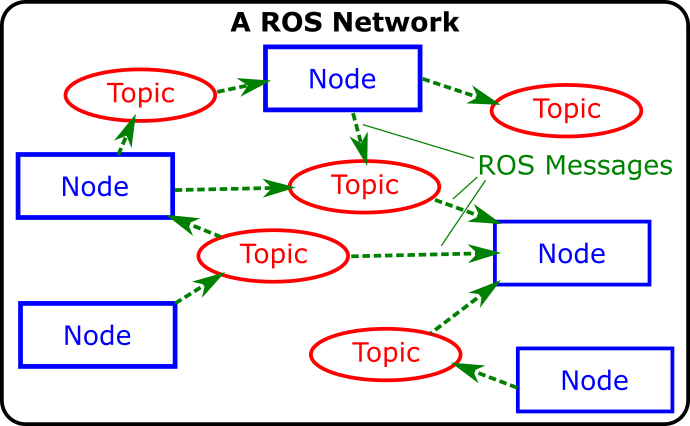 A ROS Network
Topic
Node
Topic
ROS Messages
Node
Topic
Topic
Node
Node
Topic
Node